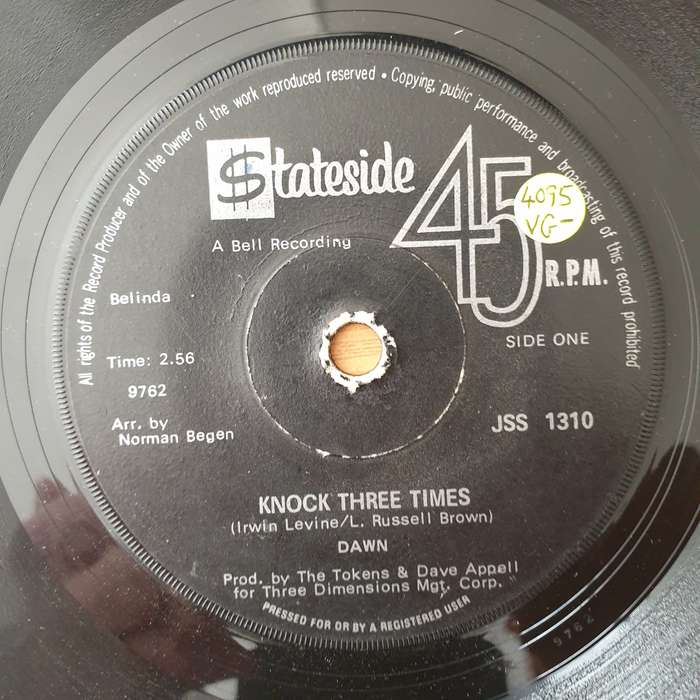 All rights of the Record Producer and of the Owner of the work reproduced reserved • Copying, public performance and broadcasting of this record prohibited
$tateside
45
R.P.M.
4095
VG-
A Bell Recording
Belinda
SIDE ONE
Time: 2.56
9762
Arr. by
Norman Begen
JSS 1310
KNOCK THREE TIMES
(Irwin Levine/L. Russell Brown)
DAWN
Prod. by The Tokens & Dave Appell
for Three Dimensions Mgt. Corp.
PRESSED FOR OR BY A REGISTERED USER
9762